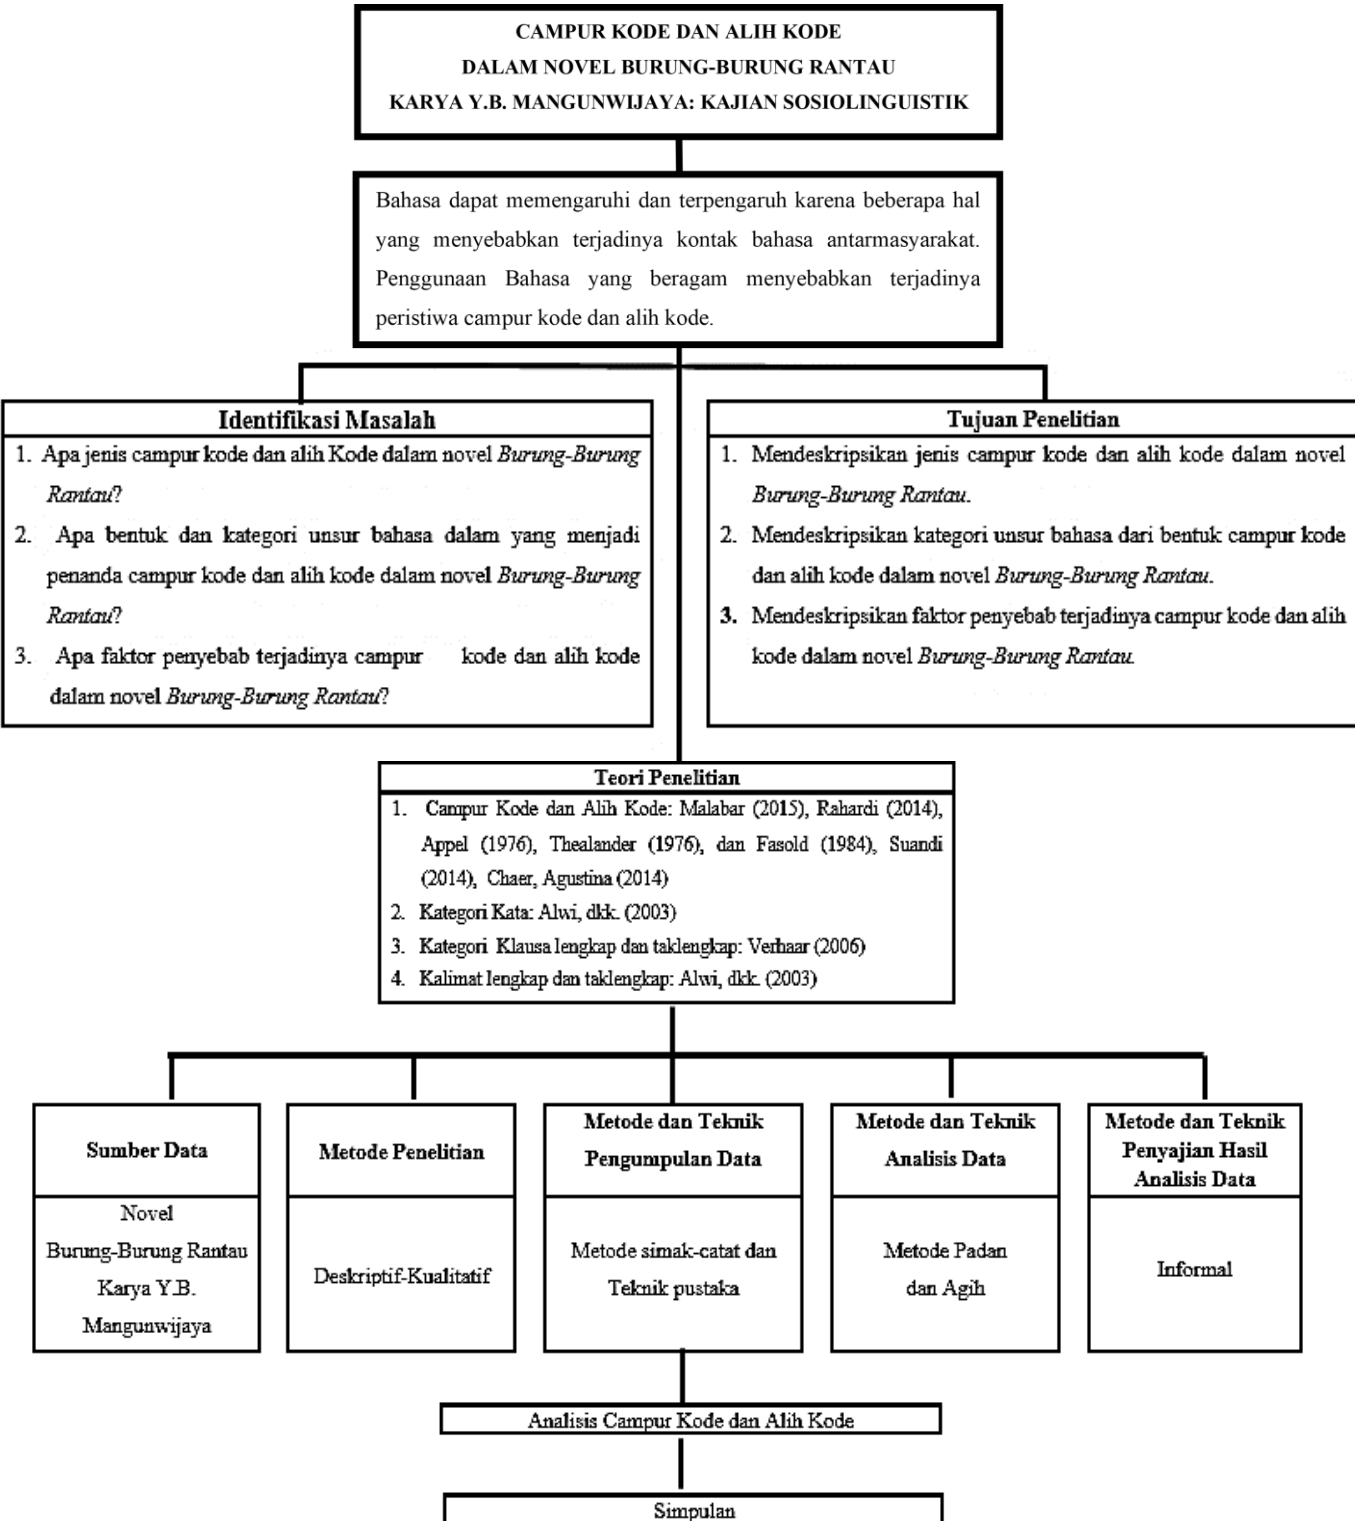 CAMPUR KODE DAN ALIH KODE
DALAM NOVEL BURUNG-BURUNG RANTAU
KARYA Y.B. MANGUNWIJAYA: KAJIAN SOSIOLINGUISTIK
Bahasa dapat memengaruhi dan terpengaruh karena beberapa hal
yang menyebabkan terjadinya kontak bahasa antarmasyarakat.
Penggunaan Bahasa yang beragam menyebabkan terjadinya
peristiwa campur kode dan alih kode.
Identifikasi Masalah
1. Apa jenis campur kode dan alih Kode dalam novel Burung-Burung
Rantau?
2. Apa bentuk dan kategori unsur bahasa dalam yang menjadi
penanda campur kode dan alih kode dalam novel Burung-Burung
Rantau?
3. Apa faktor penyebab terjadinya campur kode dan alih kode
dalam novel Burung-Burung Rantau?
Tujuan Penelitian
1. Mendeskripsikan jenis campur kode dan alih kode dalam novel
Burung-Burung Rantau.
2. Mendeskripsikan kategori unsur bahasa dari bentuk campur kode
dan alih kode dalam novel Burung-Burung Rantau.
3. Mendeskripsikan faktor penyebab terjadinya campur kode dan alih
kode dalam novel Burung-Burung Rantau.
Teori Penelitian
1. Campur Kode dan Alih Kode: Malabar (2015), Rahardi (2014),
Appel (1976), Thealander (1976), dan Fasold (1984), Suandi
(2014), Chaer, Agustina (2014)
2. Kategori Kata: Alwi, dkk. (2003)
3. Kategori Klausa lengkap dan taklengkap: Verhaar (2006)
4. Kalimat lengkap dan taklengkap: Alwi, dkk. (2003)
Sumber Data
Novel
Burung-Burung Rantau
Karya Y.B.
Mangunwijaya
Metode Penelitian
Deskriptif-Kualitatif
Metode dan Teknik
Pengumpulan Data
Metode simak-catat dan
Teknik pustaka
Metode dan Teknik
Analisis Data
Metode Padan
dan Agih
Metode dan Teknik
Penyajian Hasil
Analisis Data
Informal
Analisis Campur Kode dan Alih Kode
Simpulan